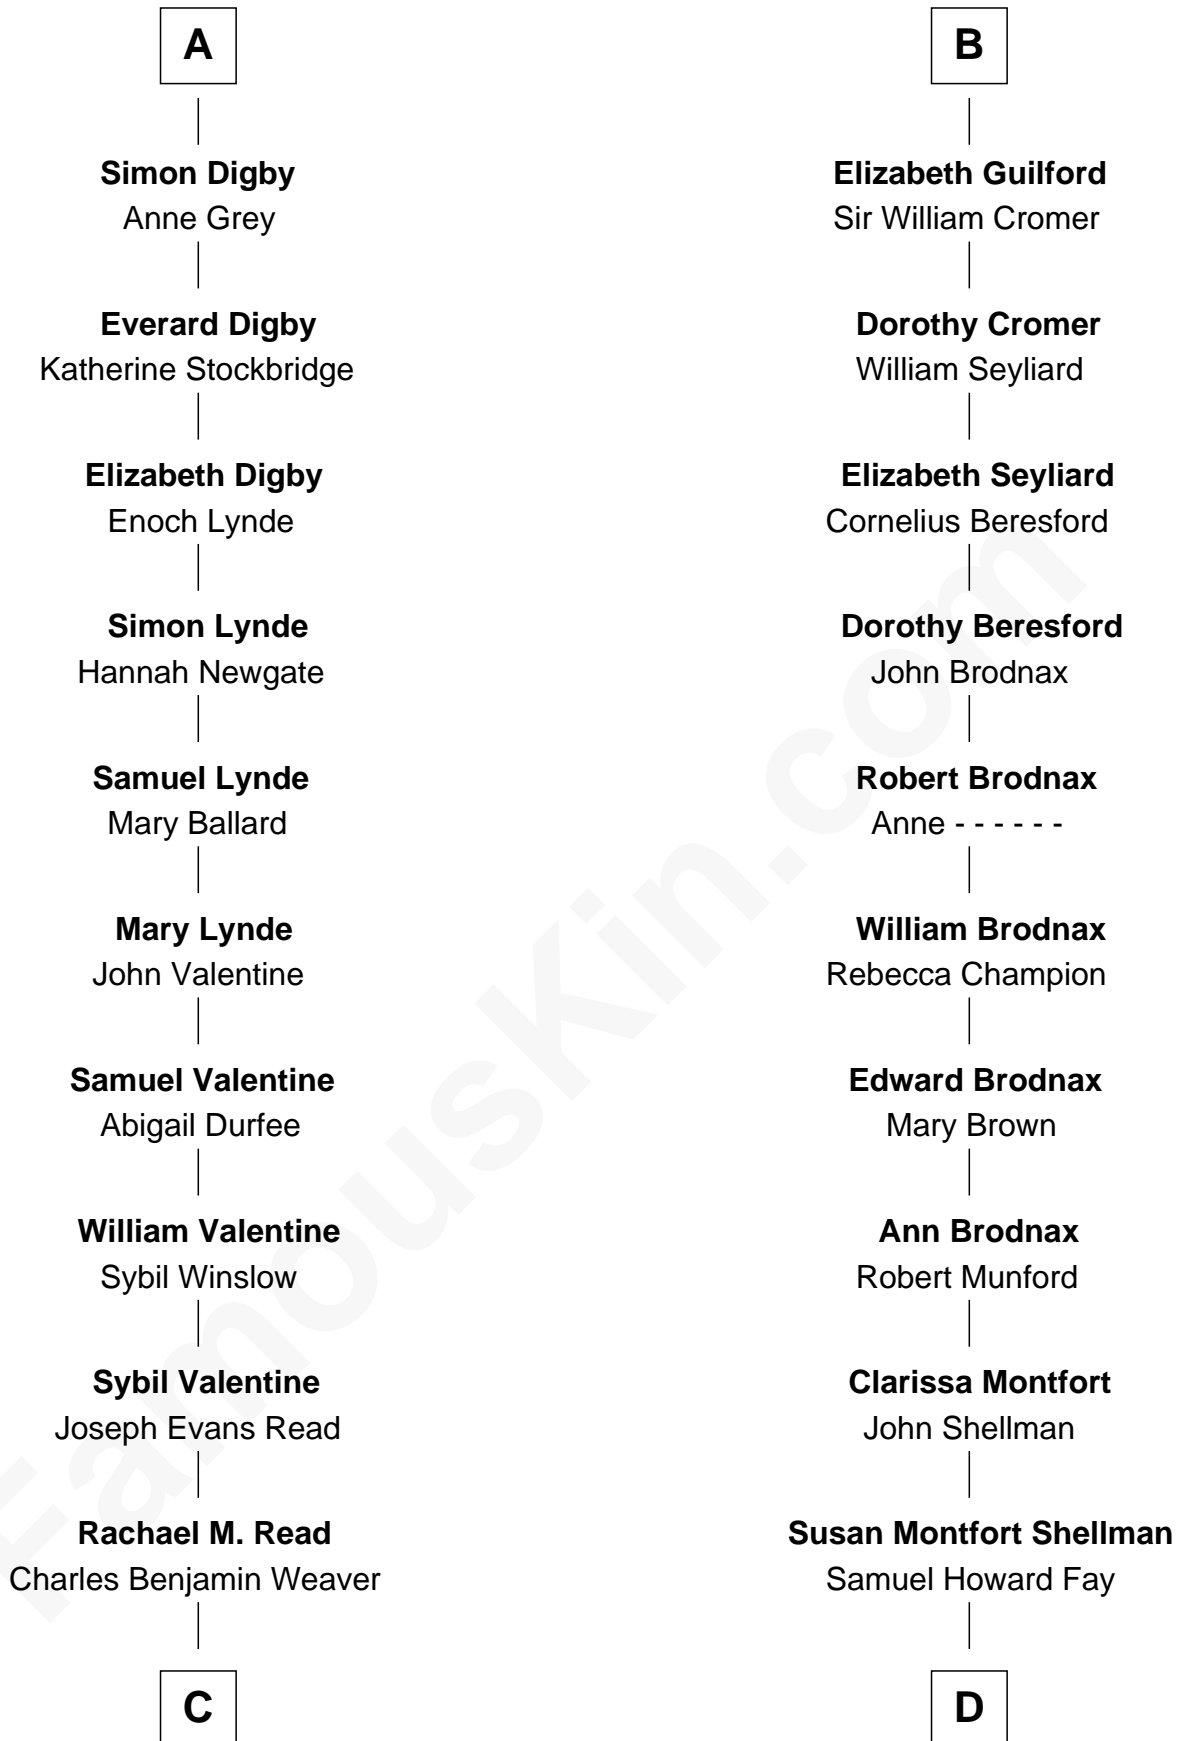 A
Simon Digby
Anne Grey
Everard Digby
Katherine Stockbridge
Elizabeth Digby
Enoch Lynde
Simon Lynde
Hannah Newgate
Samuel Lynde
Mary Ballard
Mary Lynde
John Valentine
Samuel Valentine
Abigail Durfee
William Valentine
Sybil Winslow
Sybil Valentine
Joseph Evans Read
Rachael M. Read
Charles Benjamin Weaver
C
B
Elizabeth Guilford
Sir William Cromer
Dorothy Cromer
William Seyliard
Elizabeth Seyliard
Cornelius Beresford
Dorothy Beresford
John Brodnax
Robert Brodnax
Anne - - - - - -
William Brodnax
Rebecca Champion
Edward Brodnax
Mary Brown
Ann Brodnax
Robert Munford
Clarissa Montfort
John Shellman
Susan Montfort Shellman
Samuel Howard Fay
D
FamousKin.com